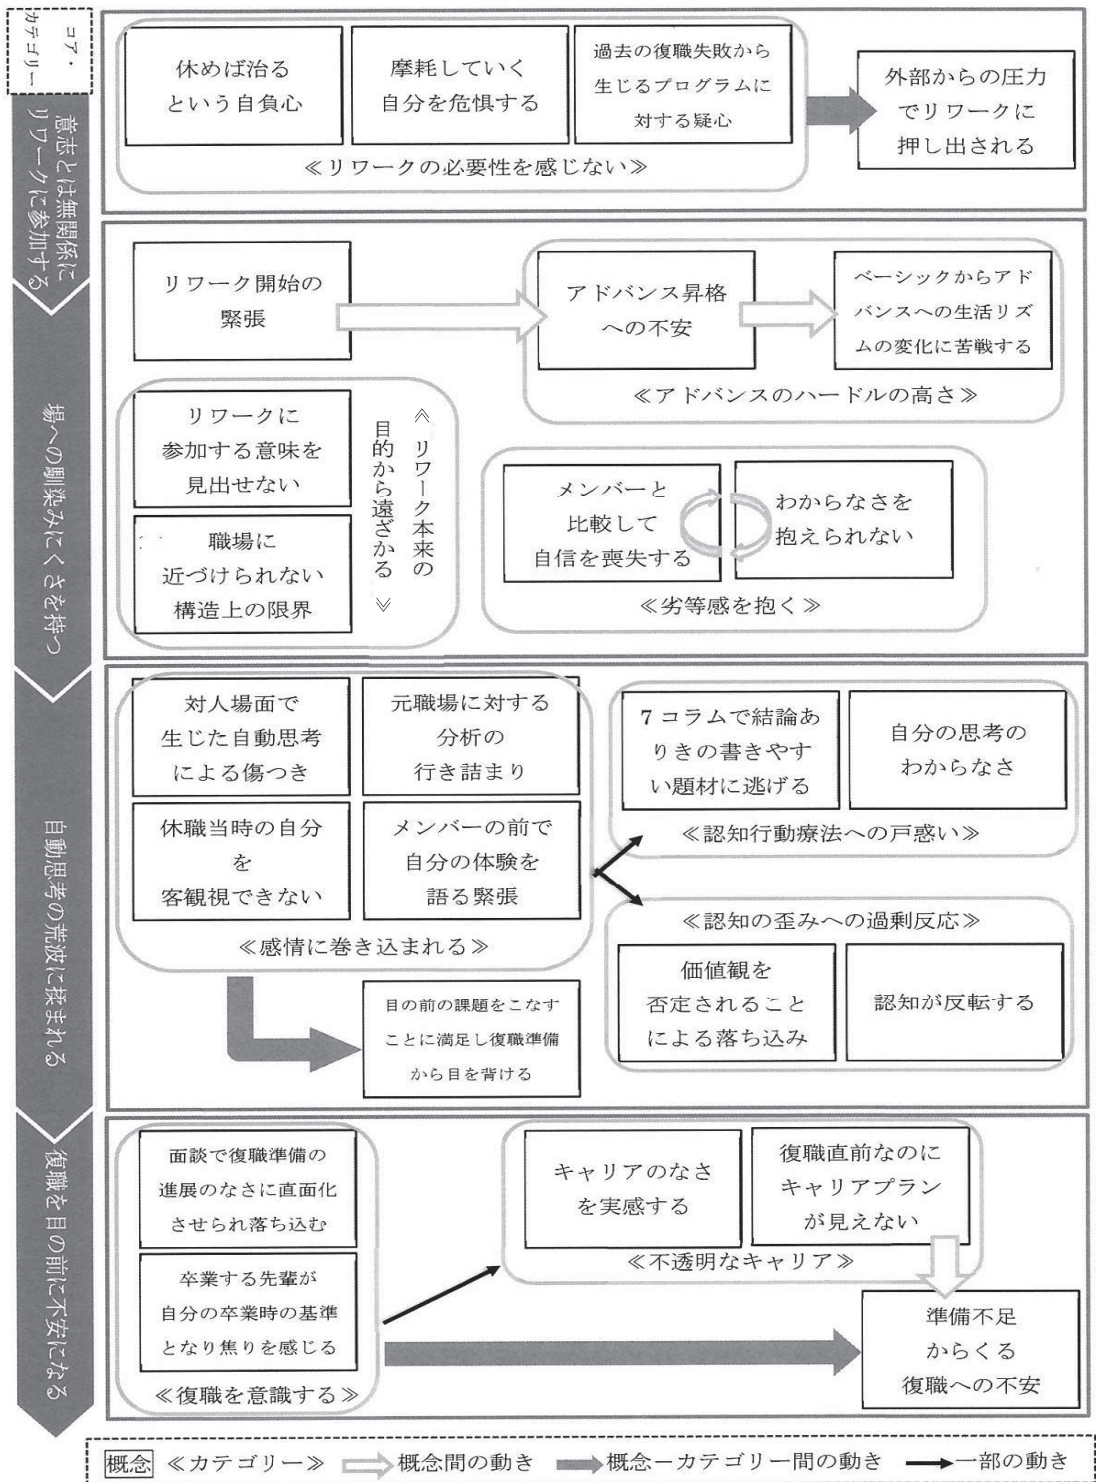 コア・
カテゴリー
意志とは無関係に
リワークに参加する
休めば治る
という自負心
摩耗していく
自分を危惧する
過去の復職失敗から
生じるプログラムに
対する疑心
≪リワークの必要性を感じない≫
外部からの圧力
でリワークに
押し出される
場への馴染みにくさを持つ
リワーク開始の
緊張
アドバンス昇格
への不安
ベーシックからアド
バンスへの生活リズ
ムの変化に苦戦する
≪アドバンスのハードルの高さ≫
リワークに
参加する意味を
見出せない
職場に
近づけられない
構造上の限界
≪リワーク本来の
目的から遠ざかる≫
メンバーと
比較して
自信を喪失する
わからなさを
抱えられない
≪劣等感を抱く≫
自動思考の荒波に揉まれる
対人場面で
生じた自動思考
による傷つき
元職場に対する
分析の
行き詰まり
休職当時の自分
を
客観視できない
メンバーの前で
自分の体験を
語る緊張
≪感情に巻き込まれる≫
7コラムで結論あ
りきの書きやす
い題材に逃げる
自分の思考の
わからなさ
≪認知行動療法への戸惑い≫
≪認知の歪みへの過剰反応≫
価値観を
否定されること
による落ち込み
認知が反転する
目の前の課題をこなす
ことに満足し復職準備
から目を背ける
復職を目の前に不安になる
面談で復職準備の
進展のなさに直面化
させられ落ち込む
卒業する先輩が
自分の卒業時の基準
となり焦りを感じる
≪復職を意識する≫
キャリアのなさ
を実感する
復職直前なのに
キャリアプラン
が見えない
≪不透明なキャリア≫
準備不足
からくる
復職への不安
概念 ≪カテゴリー≫ 概念間の動き 概念－カテゴリー間の動き 一部の動き